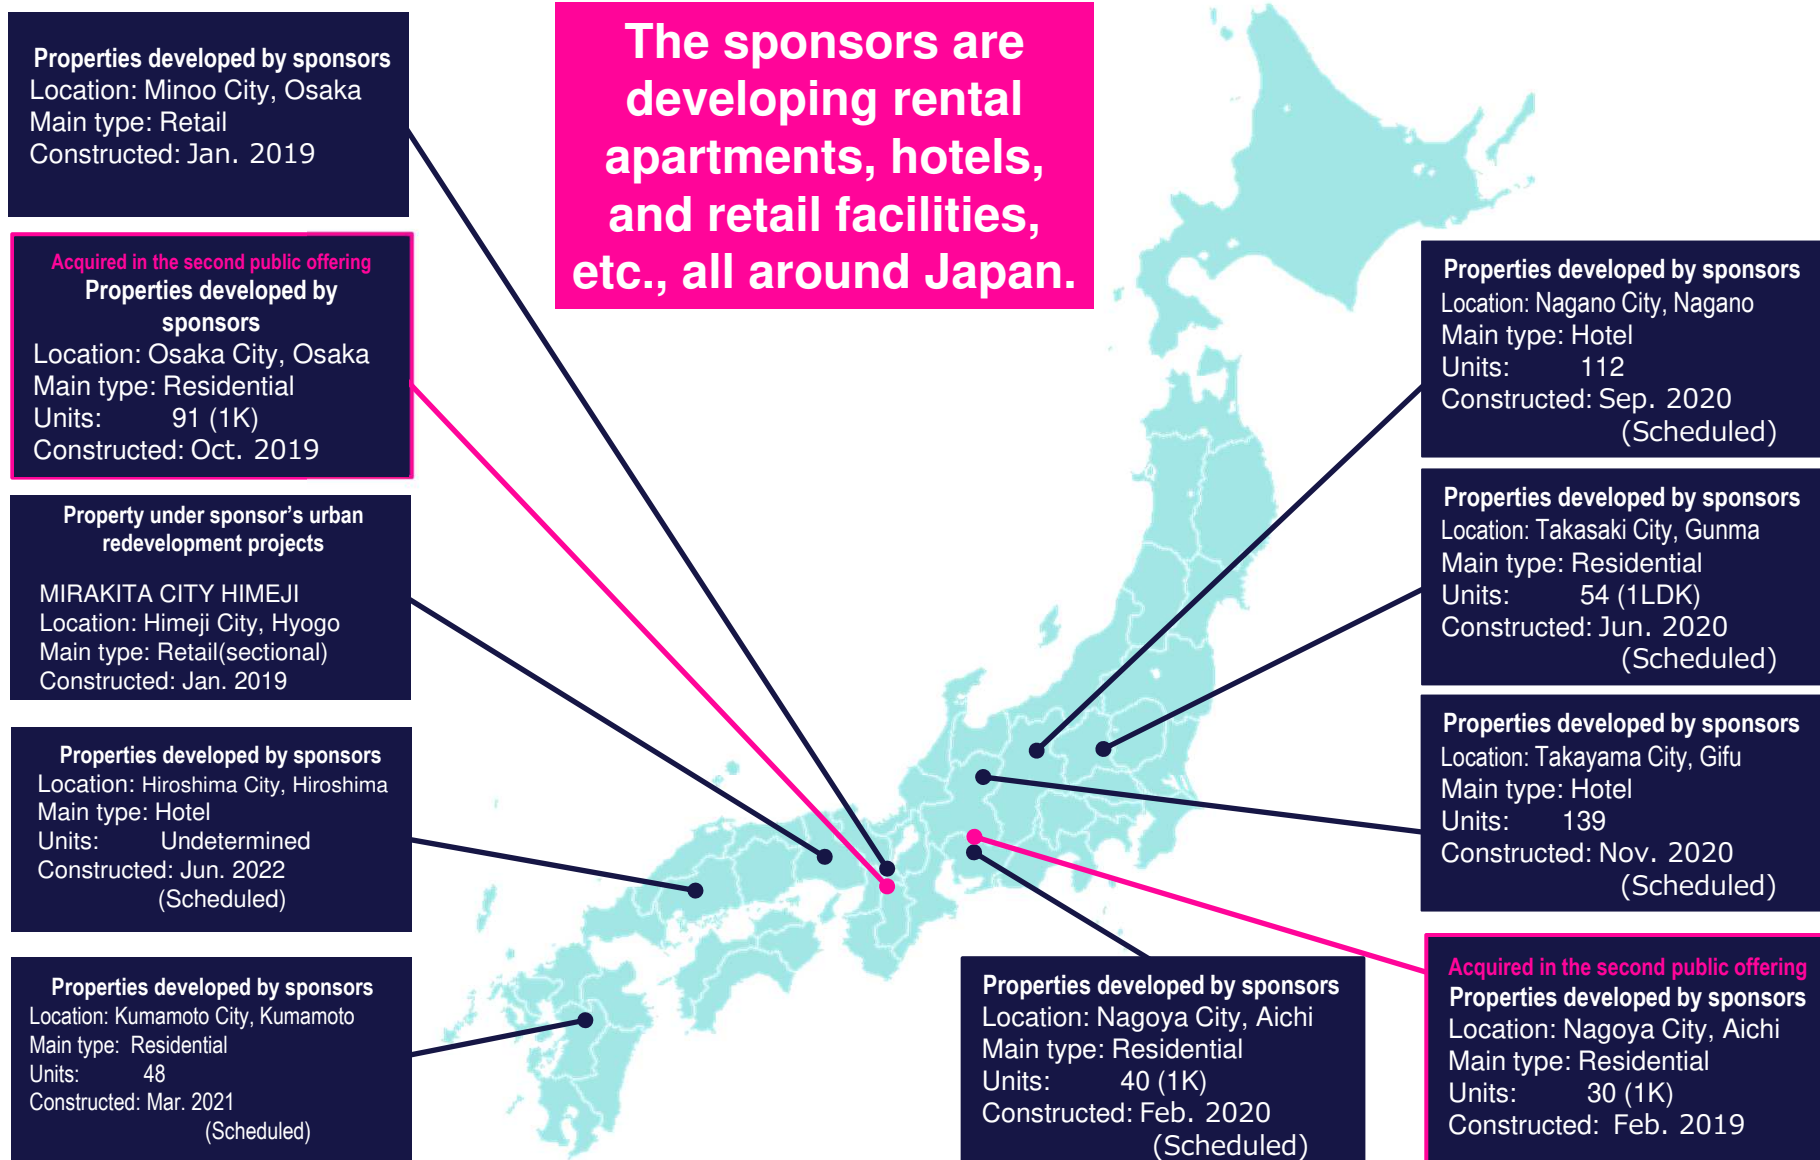 The sponsors are
developing rental
apartments, hotels,
and retail facilities,
etc., all around Japan.
Properties developed by sponsors
Location: Minoo City, Osaka
Main type: Retail
Constructed: Jan. 2019
Acquired in the second public offering
Properties developed by
sponsors
Location: Osaka City, Osaka
Main type: Residential
Units: 91 (1K)
Constructed: Oct. 2019
Property under sponsor’s urban
redevelopment projects
MIRAKITA CITY HIMEJI
Location: Himeji City, Hyogo
Main type: Retail(sectional)
Constructed: Jan. 2019
Properties developed by sponsors
Location: Hiroshima City, Hiroshima
Main type: Hotel
Units: Undetermined
Constructed: Jun. 2022
(Scheduled)
Properties developed by sponsors
Location: Kumamoto City, Kumamoto
Main type: Residential
Units: 48
Constructed: Mar. 2021
(Scheduled)
Properties developed by sponsors
Location: Nagano City, Nagano
Main type: Hotel
Units: 112
Constructed: Sep. 2020
(Scheduled)
Properties developed by sponsors
Location: Takasaki City, Gunma
Main type: Residential
Units: 54 (1LDK)
Constructed: Jun. 2020
(Scheduled)
Properties developed by sponsors
Location: Takayama City, Gifu
Main type: Hotel
Units: 139
Constructed: Nov. 2020
(Scheduled)
Properties developed by sponsors
Location: Nagoya City, Aichi
Main type: Residential
Units: 40 (1K)
Constructed: Feb. 2020
(Scheduled)
Acquired in the second public offering
Properties developed by sponsors
Location: Nagoya City, Aichi
Main type: Residential
Units: 30 (1K)
Constructed: Feb. 2019